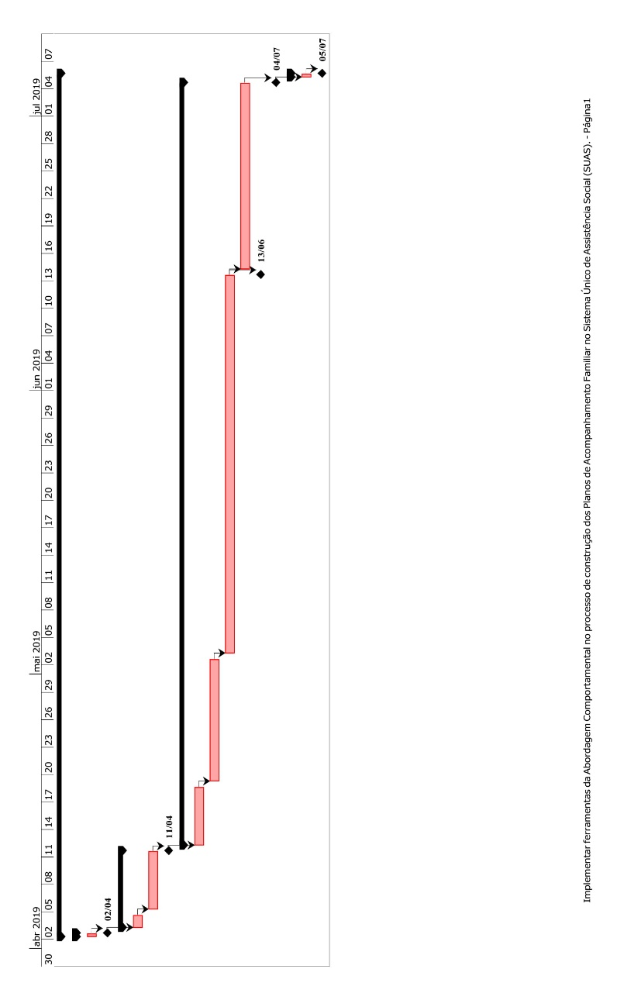 abr 2019 mai 2019 jun 2019 jul 2019
30 02 05 08 11 14 17 20 23 26 29 02 05 08 11 14 17 20 23 26 29 01 04 07 10 13 16 19 22 25 28 01 04 07
02/04
11/04
13/06
04/07
05/07
Implementar ferramentas da Abordagem Comportamental no processo de construção dos Planos de Acompanhamento Familiar no Sistema Único de Assistência Social (SUAS). - Página1